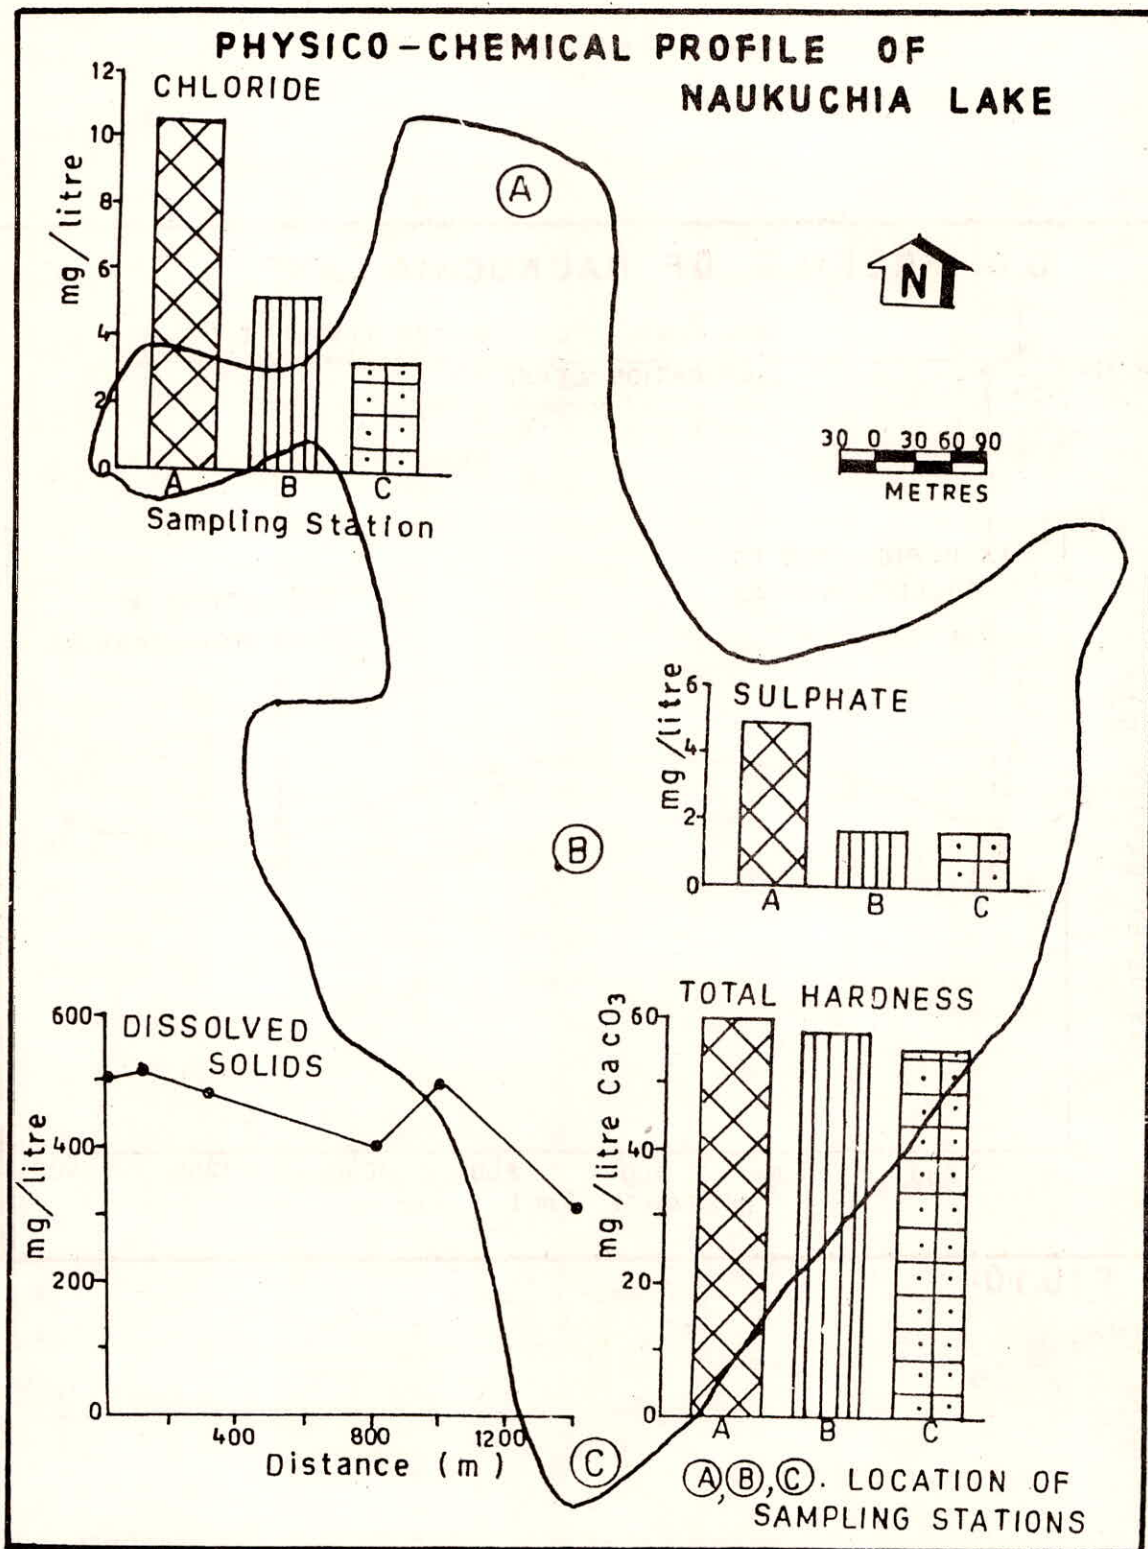 PHYSICO-CHEMICAL PROFILE OF
NAUKUCHIA LAKE
CHLORIDE
mg/litre
12
10
8
6
4
2
0
A B C
Sampling Station
A
N
30 0 30 60 90
METRES
SULPHATE
mg/litre
6
4
2
0
A B C
B
DISSOLVED
SOLIDS
mg/litre
600
400
200
0
400 800 1200
Distance (m)
TOTAL HARDNESS
mg/litre CacO3
60
40
20
0
A B C
C
A,B,C. LOCATION OF
SAMPLING STATIONS